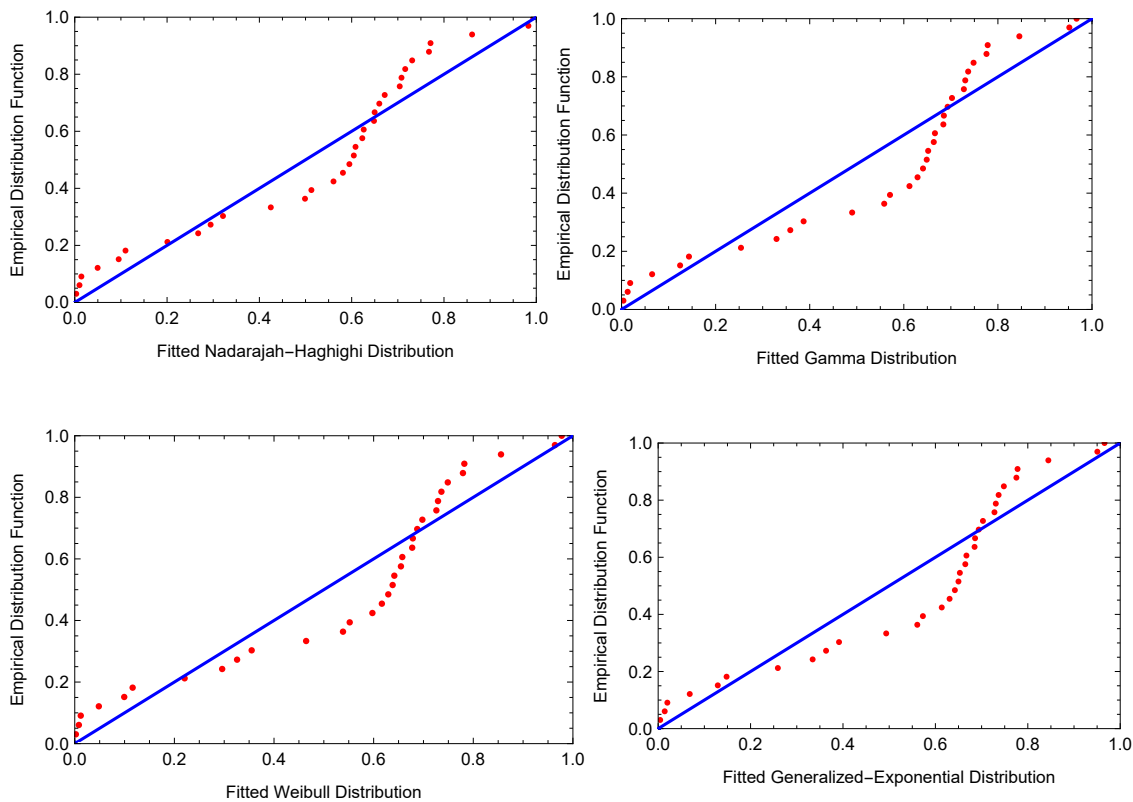 Empirical Distribution Function
1.0
0.8
0.6
0.4
0.2
0.0
0.0 0.2 0.4 0.6 0.8 1.0
Fitted Nadarajah−Haghighi Distribution
Empirical Distribution Function
1.0
0.8
0.6
0.4
0.2
0.0
0.0 0.2 0.4 0.6 0.8 1.0
Fitted Gamma Distribution
Empirical Distribution Function
1.0
0.8
0.6
0.4
0.2
0.0
0.0 0.2 0.4 0.6 0.8 1.0
Fitted Weibull Distribution
Empirical Distribution Function
1.0
0.8
0.6
0.4
0.2
0.0
0.0 0.2 0.4 0.6 0.8 1.0
Fitted Generalized−Exponential Distribution